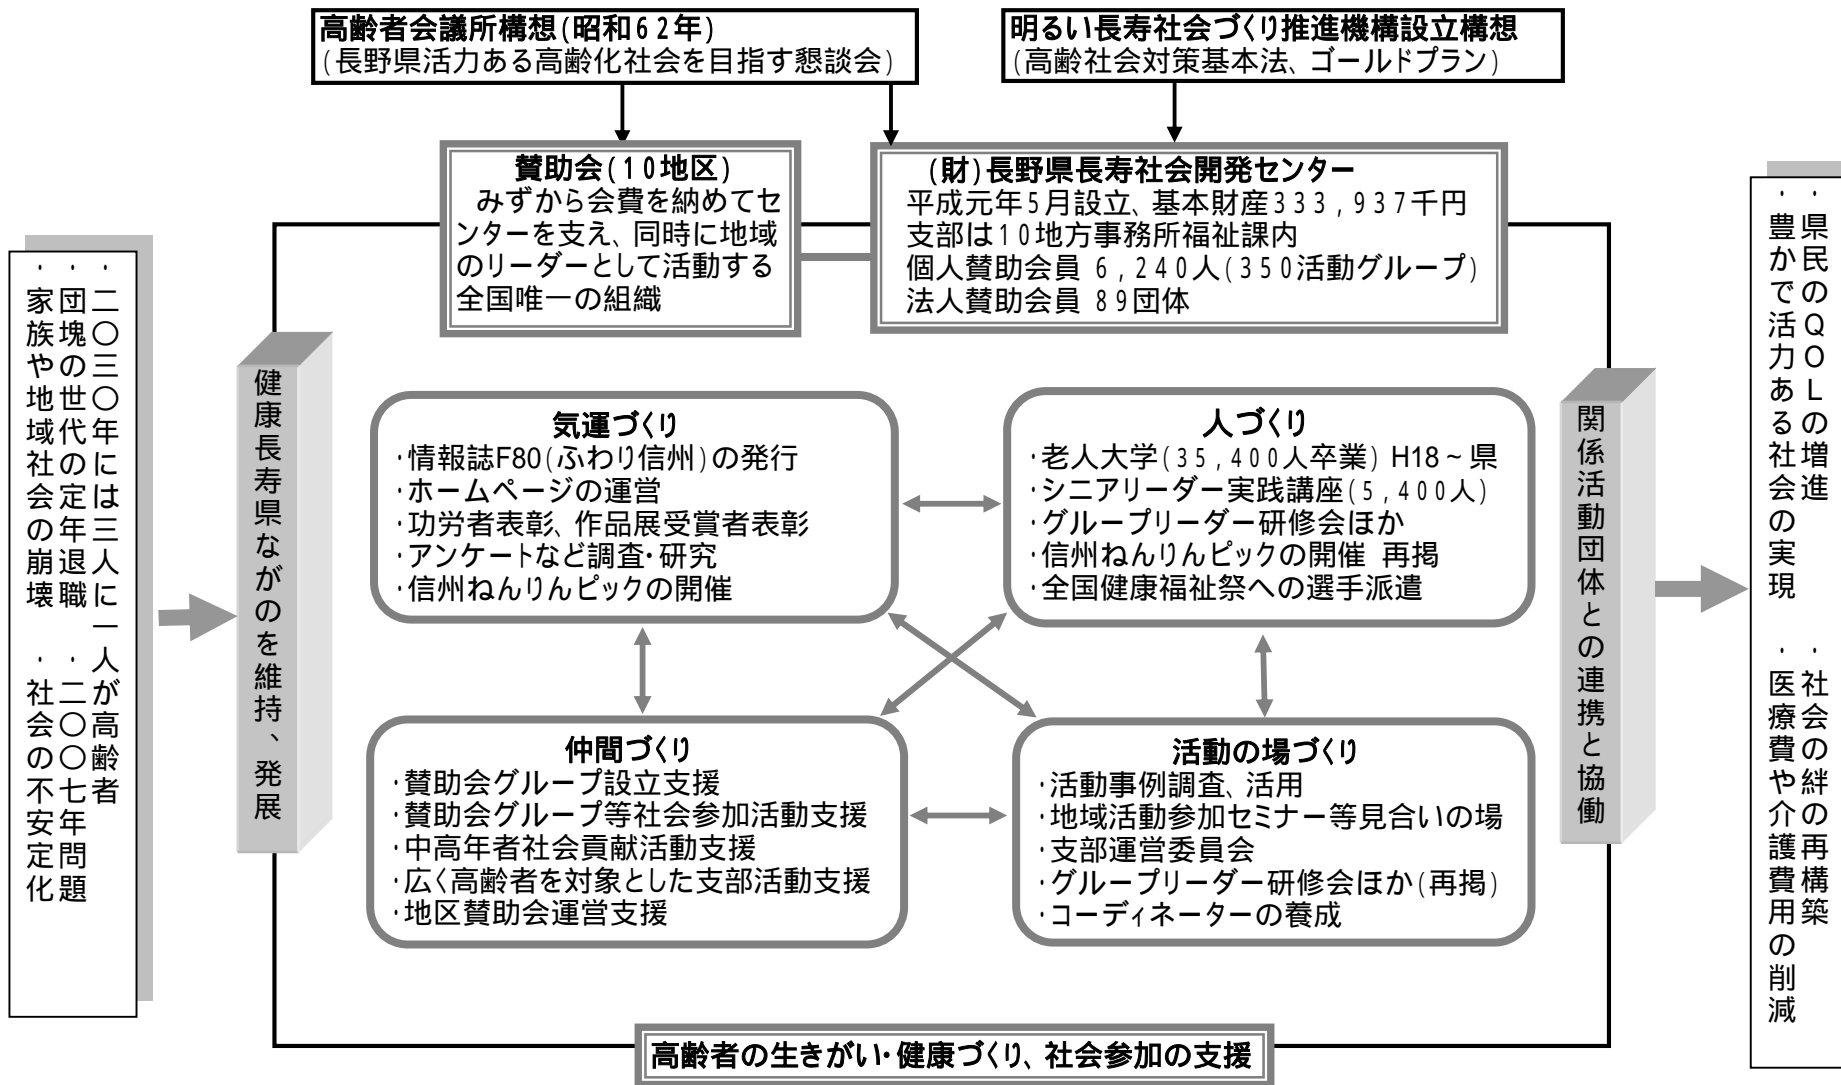 高齢者会議所構想(昭和62年)
(長野県活力ある高齢化社会を目指す懇談会)
明るい長寿社会づくり推進機構設立構想
(高齢社会対策基本法、ゴールドプラン)
賛助会(10地区)
みずから会費を納めてセ
ンターを支え、同時に地域
のリーダーとして活動する
全国唯一の組織
(財)長野県長寿社会開発センター
平成元年5月設立、基本財産333,937千円
支部は10地方事務所福祉課内
個人賛助会員 6,240人(350活動グループ)
法人賛助会員 89団体
・二〇三〇年には三人に一人が高齢者
・団塊の世代の定年退職 ・二〇〇七年問題
・家族や地域社会の崩壊 ・社会の不安定化
健康長寿県ながのを維持、発展
気運づくり
・情報誌F80(ふわり信州)の発行
・ホームページの運営
・功労者表彰、作品展受賞者表彰
・アンケートなど調査・研究
・信州ねんりんピックの開催
人づくり
・老人大学(35,400人卒業) H18~県
・シニアリーダー実践講座(5,400人)
・グループリーダー研修会ほか
・信州ねんりんピックの開催 再掲
・全国健康福祉祭への選手派遣
仲間づくり
・賛助会グループ設立支援
・賛助会グループ等社会参加活動支援
・中高年者社会貢献活動支援
・広く高齢者を対象とした支部活動支援
・地区賛助会運営支援
活動の場づくり
・活動事例調査、活用
・地域活動参加セミナー等見合いの場
・支部運営委員会
・グループリーダー研修会ほか(再掲)
・コーディネーターの養成
関係活動団体との連携と協働
・県民のQOLの増進 ・社会の絆の再構築
・豊かで活力ある社会の実現 ・医療費や介護費用の削減
高齢者の生きがい・健康づくり、社会参加の支援